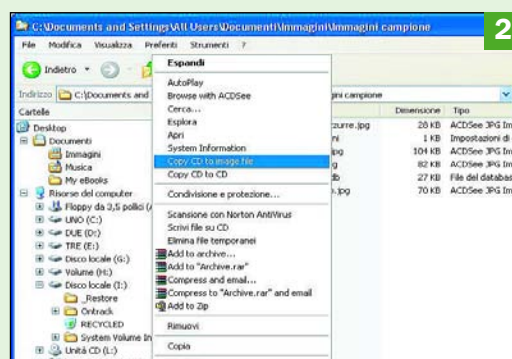 C:\Documents and Settings\All Users\Documenti\Immagini\Immagini campione
2
File Modifica Visualizza Preferiti Strumenti ?
Indietro
Indirizzo C:\Documents and
ini campione
Cartelle
Dimensione Tipo
Desktop
Documenti
Immagini
Musica
My eBooks
Risorse del computer
Floppy da 3,5 pollici (
UNO (C:)
DUE (D:)
TRE (E:)
Disco locale (G:)
Volume (H:)
Disco locale (I:)
_Restore
Ontrack
RECYCLED
System Volume In
Unità CD (L:)
Espandi
AutoPlay
Browse with ACDSee
Cerca...
Esplora
Apri
System Information
Copy CD to image file
Copy CD to CD
Condivisione e protezione...
Scansione con Norton AntiVirus
Scrivi file su CD
Elimina file temporanei
Add to archive...
Add to "Archive.rar"
Compress and email...
Compress to "Archive.rar" and email
Add to Zip
Rimuovi
Copia
zurre.jpg 28 KB ACDSee JPG Im
ni 1 KB Impostazioni di
pg 104 KB ACDSee JPG Im
g 82 KB ACDSee JPG Im
db 27 KB File del databas
.jpg 70 KB ACDSee JPG Im